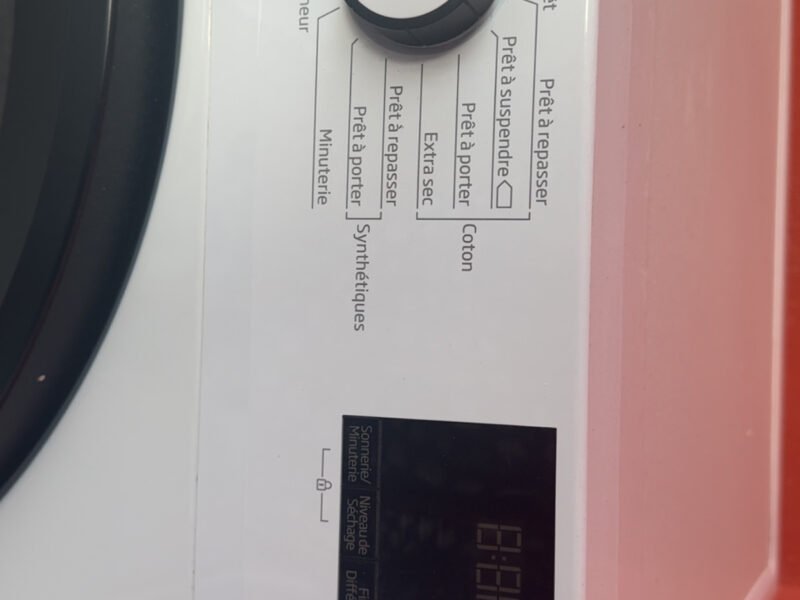 Prêt à repasser
Prêt à suspendre
Prêt à porter
Coton
Extra sec
Prêt à repasser
Prêt à porter
Synthétiques
Minuterie
Sonnerie/
Minuterie
Niveau de
Séchage